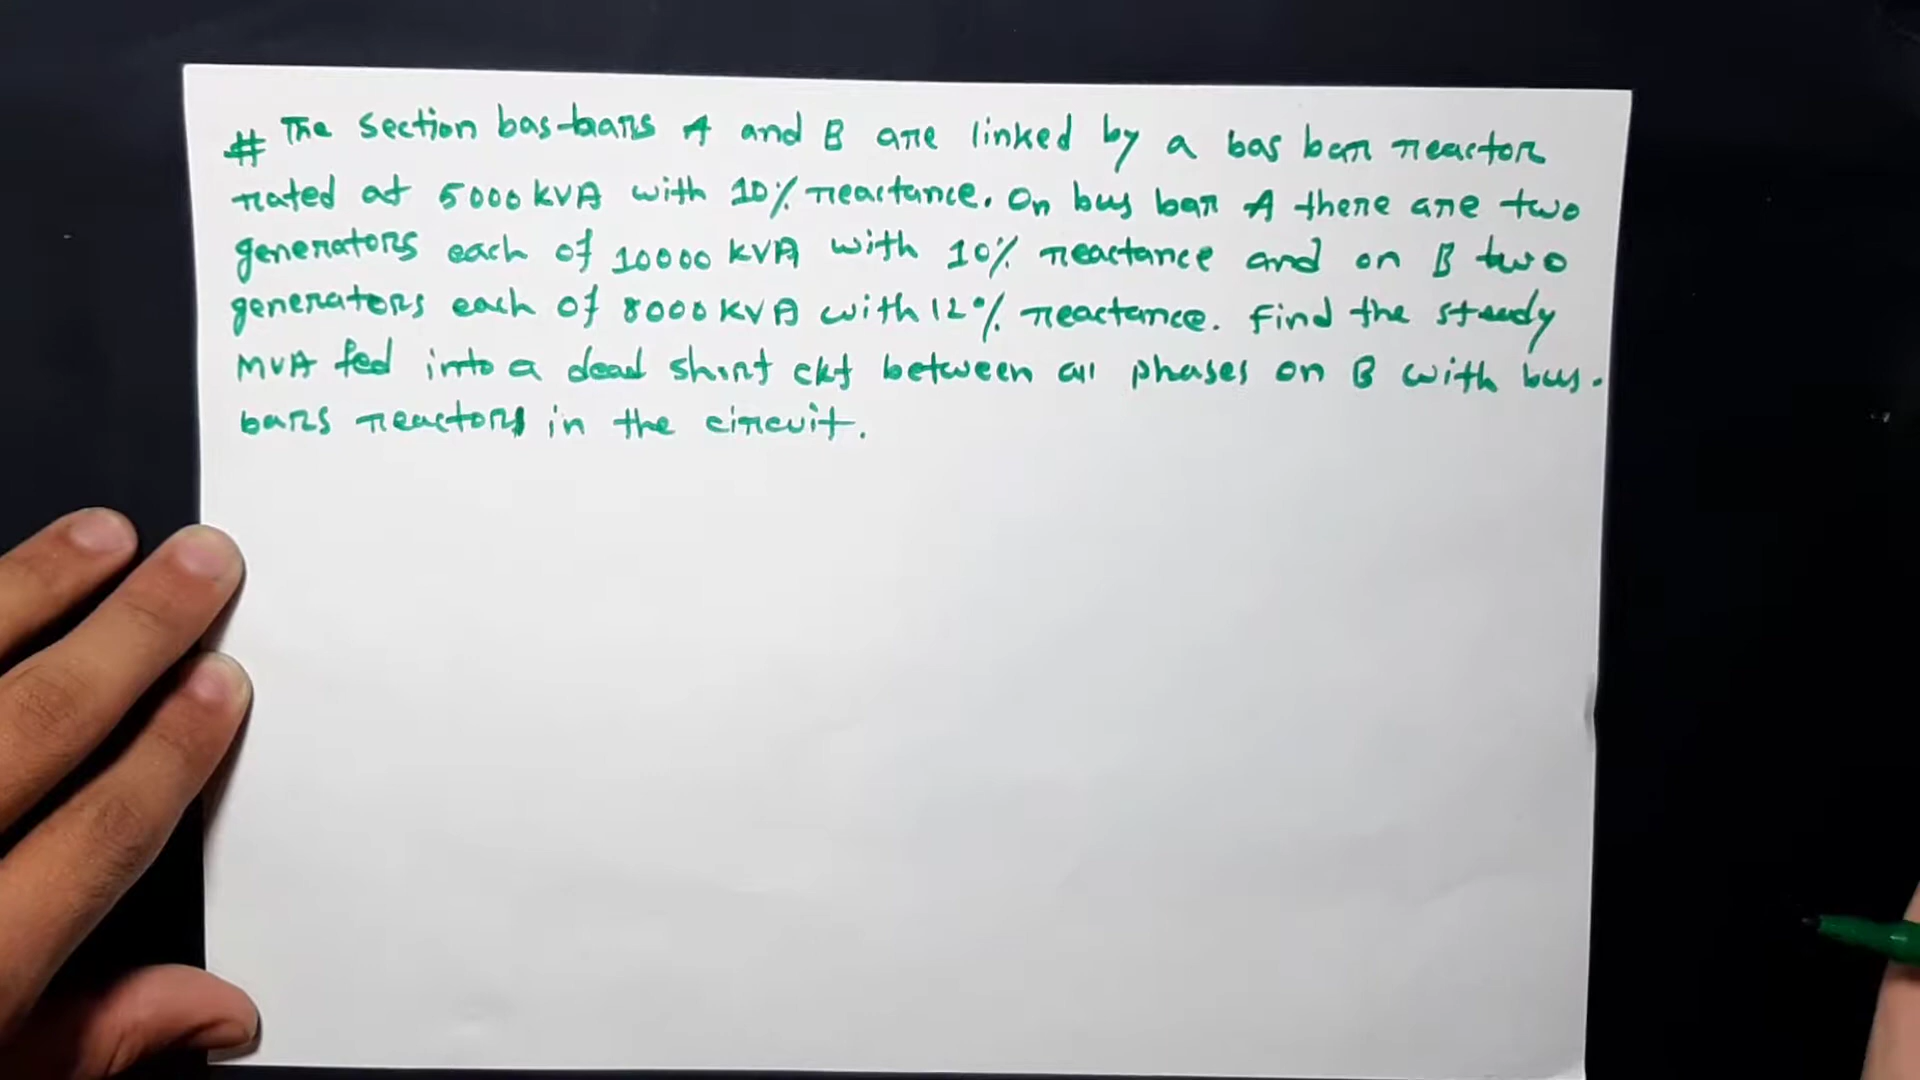 # The section bas-bars A and B are linked by a bas bar reactor
rated at 5000 KVA with 10% reactance. On bus bar A there are two
generators each of 10000 KVA with 10% reactance and on B two
generators each of 8000 KVA with 12% reactance. Find the steady
MVA fed into a dead short ckt between all phases on B with bus-
bars reactors in the circuit.